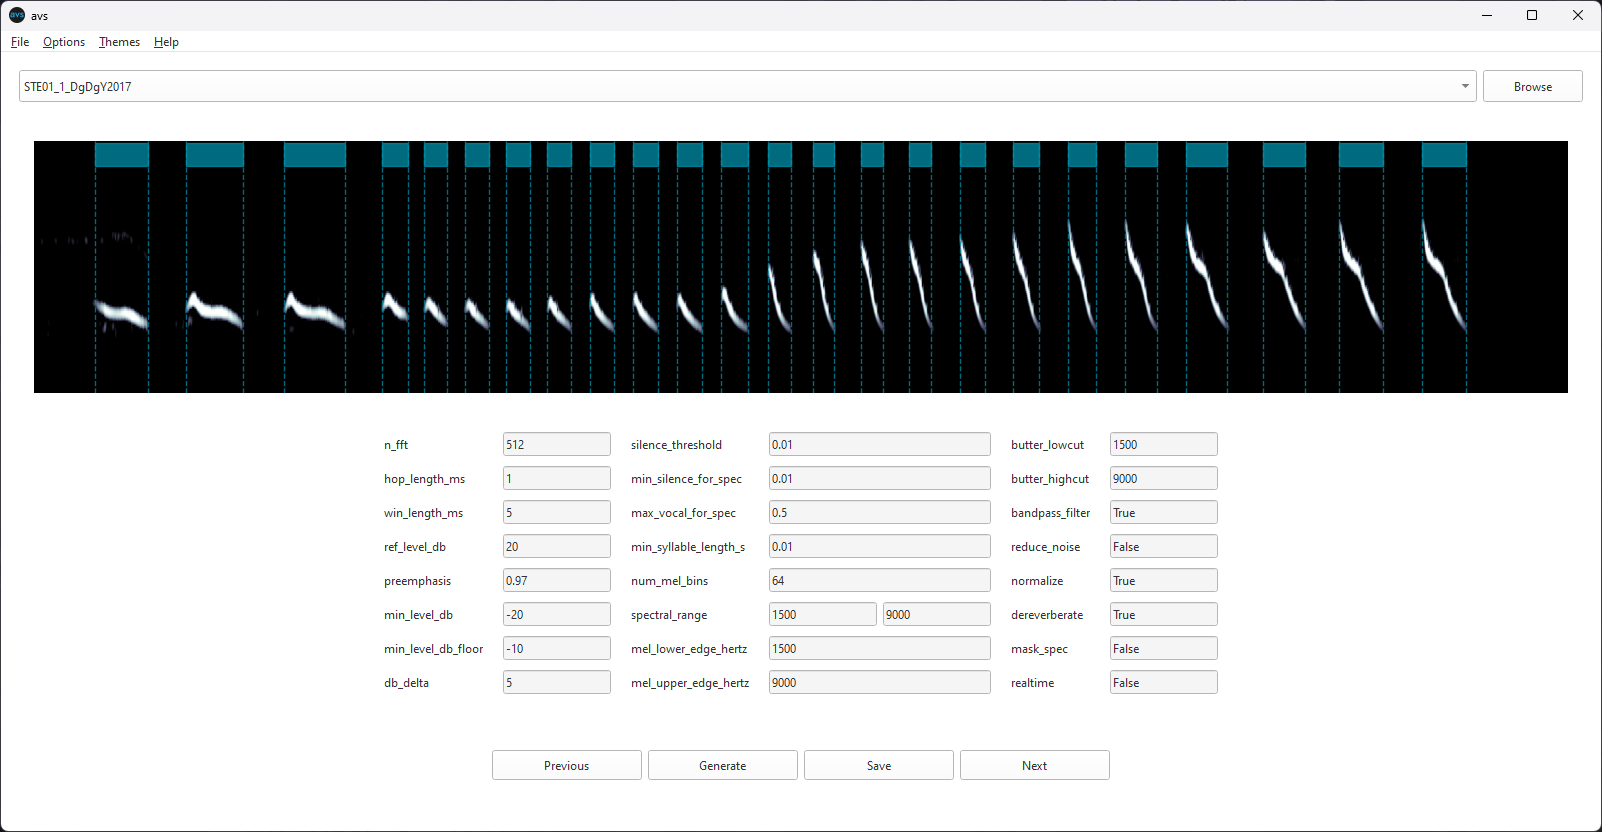 avs avs
File Options Themes Help
STE01_1_DgDgY2017 Browse
n_fft 512 silence_threshold 0.01 butter_lowcut 1500
hop_length_ms 1 min_silence_for_spec 0.01 butter_highcut 9000
win_length_ms 5 max_vocal_for_spec 0.5 bandpass_filter True
ref_level_db 20 min_syllable_length_s 0.01 reduce_noise False
preemphasis 0.97 num_mel_bins 64 normalize True
min_level_db -20 spectral_range 1500 9000 dereverberate True
min_level_db_floor -10 mel_lower_edge_hertz 1500 mask_spec False
db_delta 5 mel_upper_edge_hertz 9000 realtime False
Previous Generate Save Next